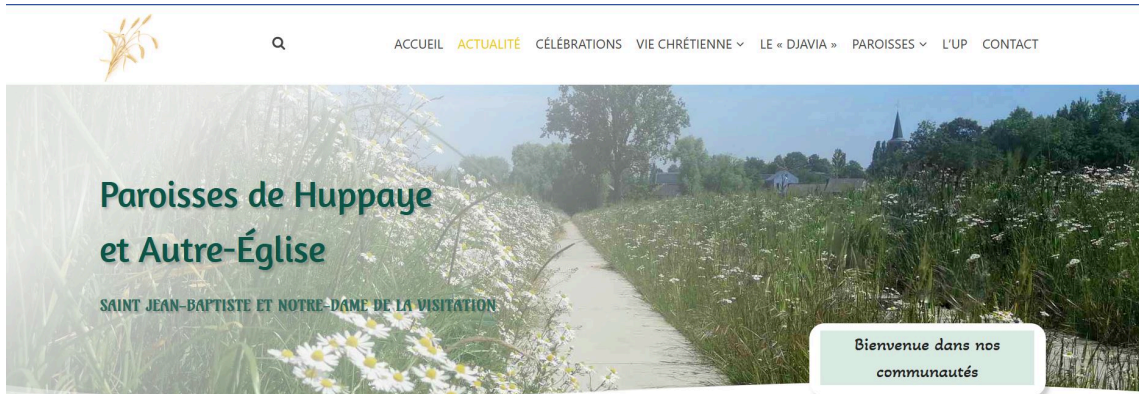 ACCUEIL ACTUALITÉ CÉLÉBRATIONS VIE CHRÉTIENNE LE « DJAVIA » PAROISSES L'UP CONTACT
Paroisses de Huppaye
et Autre-Église
SAINT JEAN-BAPTISTE ET NOTRE-DAME DE LA VISITATION
Bienvenue dans nos
communautés